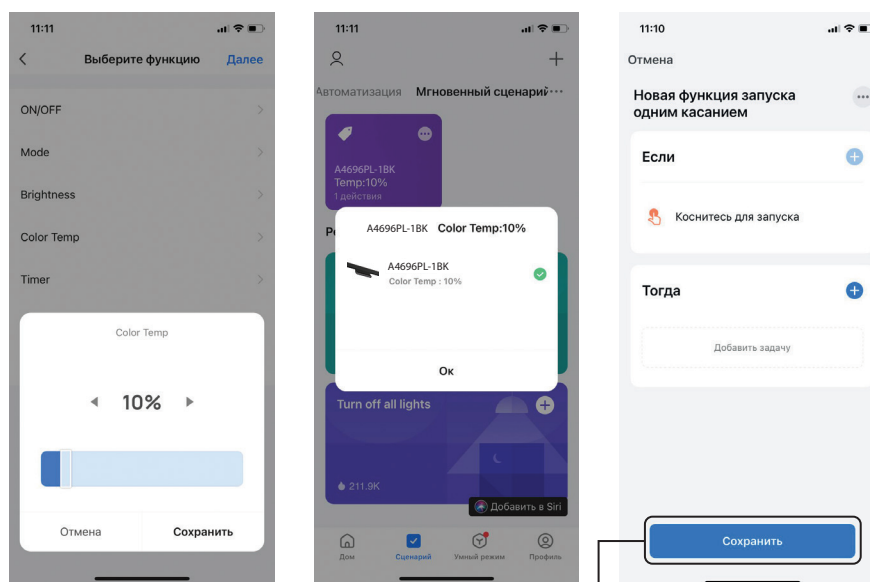 11:11
Выберите функцию
Далее
ON/OFF
Mode
Brightness
Color Temp
Timer
Color Temp
10%
Отмена
Сохранить
11:11
Автоматизация
Мгновенный сценарий
A4696PL-1BK
Temp:10%
1 действия
A4696PL-1BK Color Temp:10%
A4696PL-1BK
Color Temp : 10%
Ок
Turn off all lights
211.9K
Добавить в Siri
Дом
Сценарий
Умный режим
Профиль
11:10
Отмена
Новая функция запуска
одним касанием
Если
Коснитесь для запуска
Тогда
Добавить задачу
Сохранить